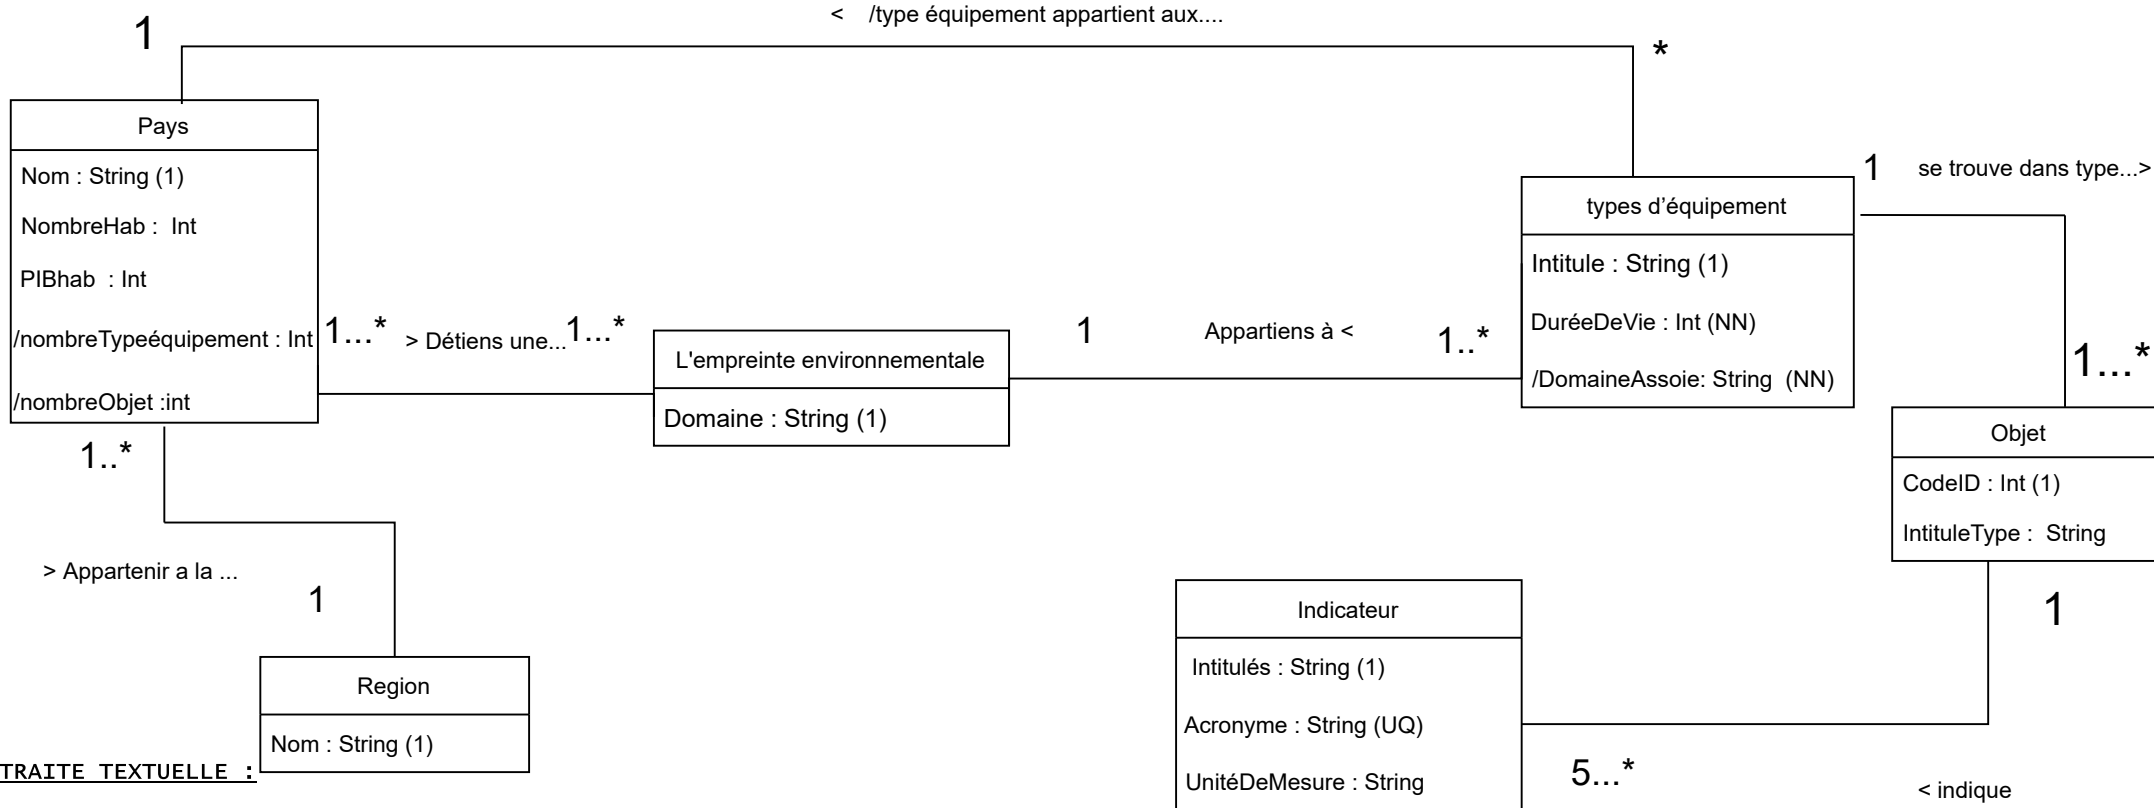 < /type équipement appartient aux....
1
*
Pays
Nom : String (1)
NombreHab : Int
PIBhab : Int
/nombreTypeéquipement : Int
/nombreObjet :int
1...*
> Détiens une...
1...*
L'empreinte environnementale
Domaine : String (1)
1
Appartiens à <
1..*
types d’équipement
Intitule : String (1)
DuréeDeVie : Int (NN)
/DomaineAssoie: String (NN)
1
se trouve dans type...>
1...*
Objet
CodeID : Int (1)
IntituleType : String
1
1..*
> Appartenir a la ...
1
Region
Nom : String (1)
Indicateur
Intitulés : String (1)
Acronyme : String (UQ)
UnitéDeMesure : String
5...*
< indique
TRAITE TEXTUELLE :